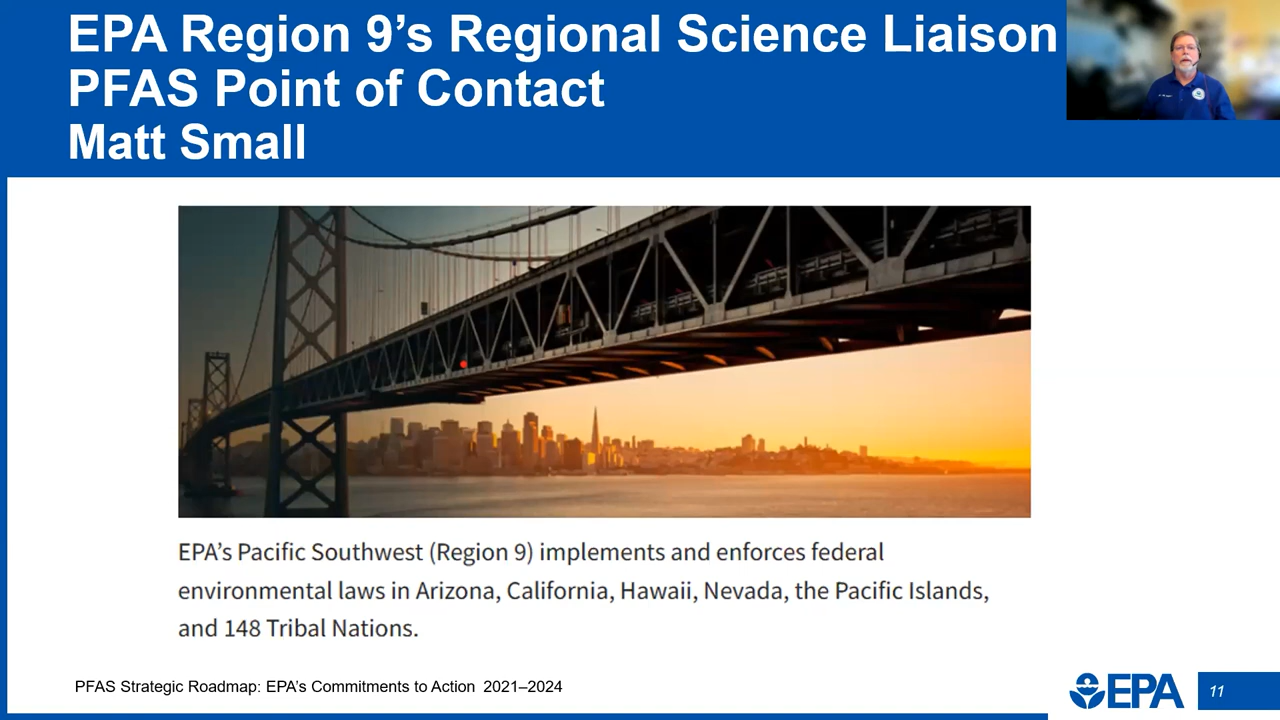 EPA Region 9’s Regional Science Liaison
PFAS Point of Contact
Matt Small
EPA’s Pacific Southwest (Region 9) implements and enforces federal
environmental laws in Arizona, California, Hawaii, Nevada, the Pacific Islands,
and 148 Tribal Nations.
PFAS Strategic Roadmap: EPA’s Commitments to Action 2021–2024
EPA
11